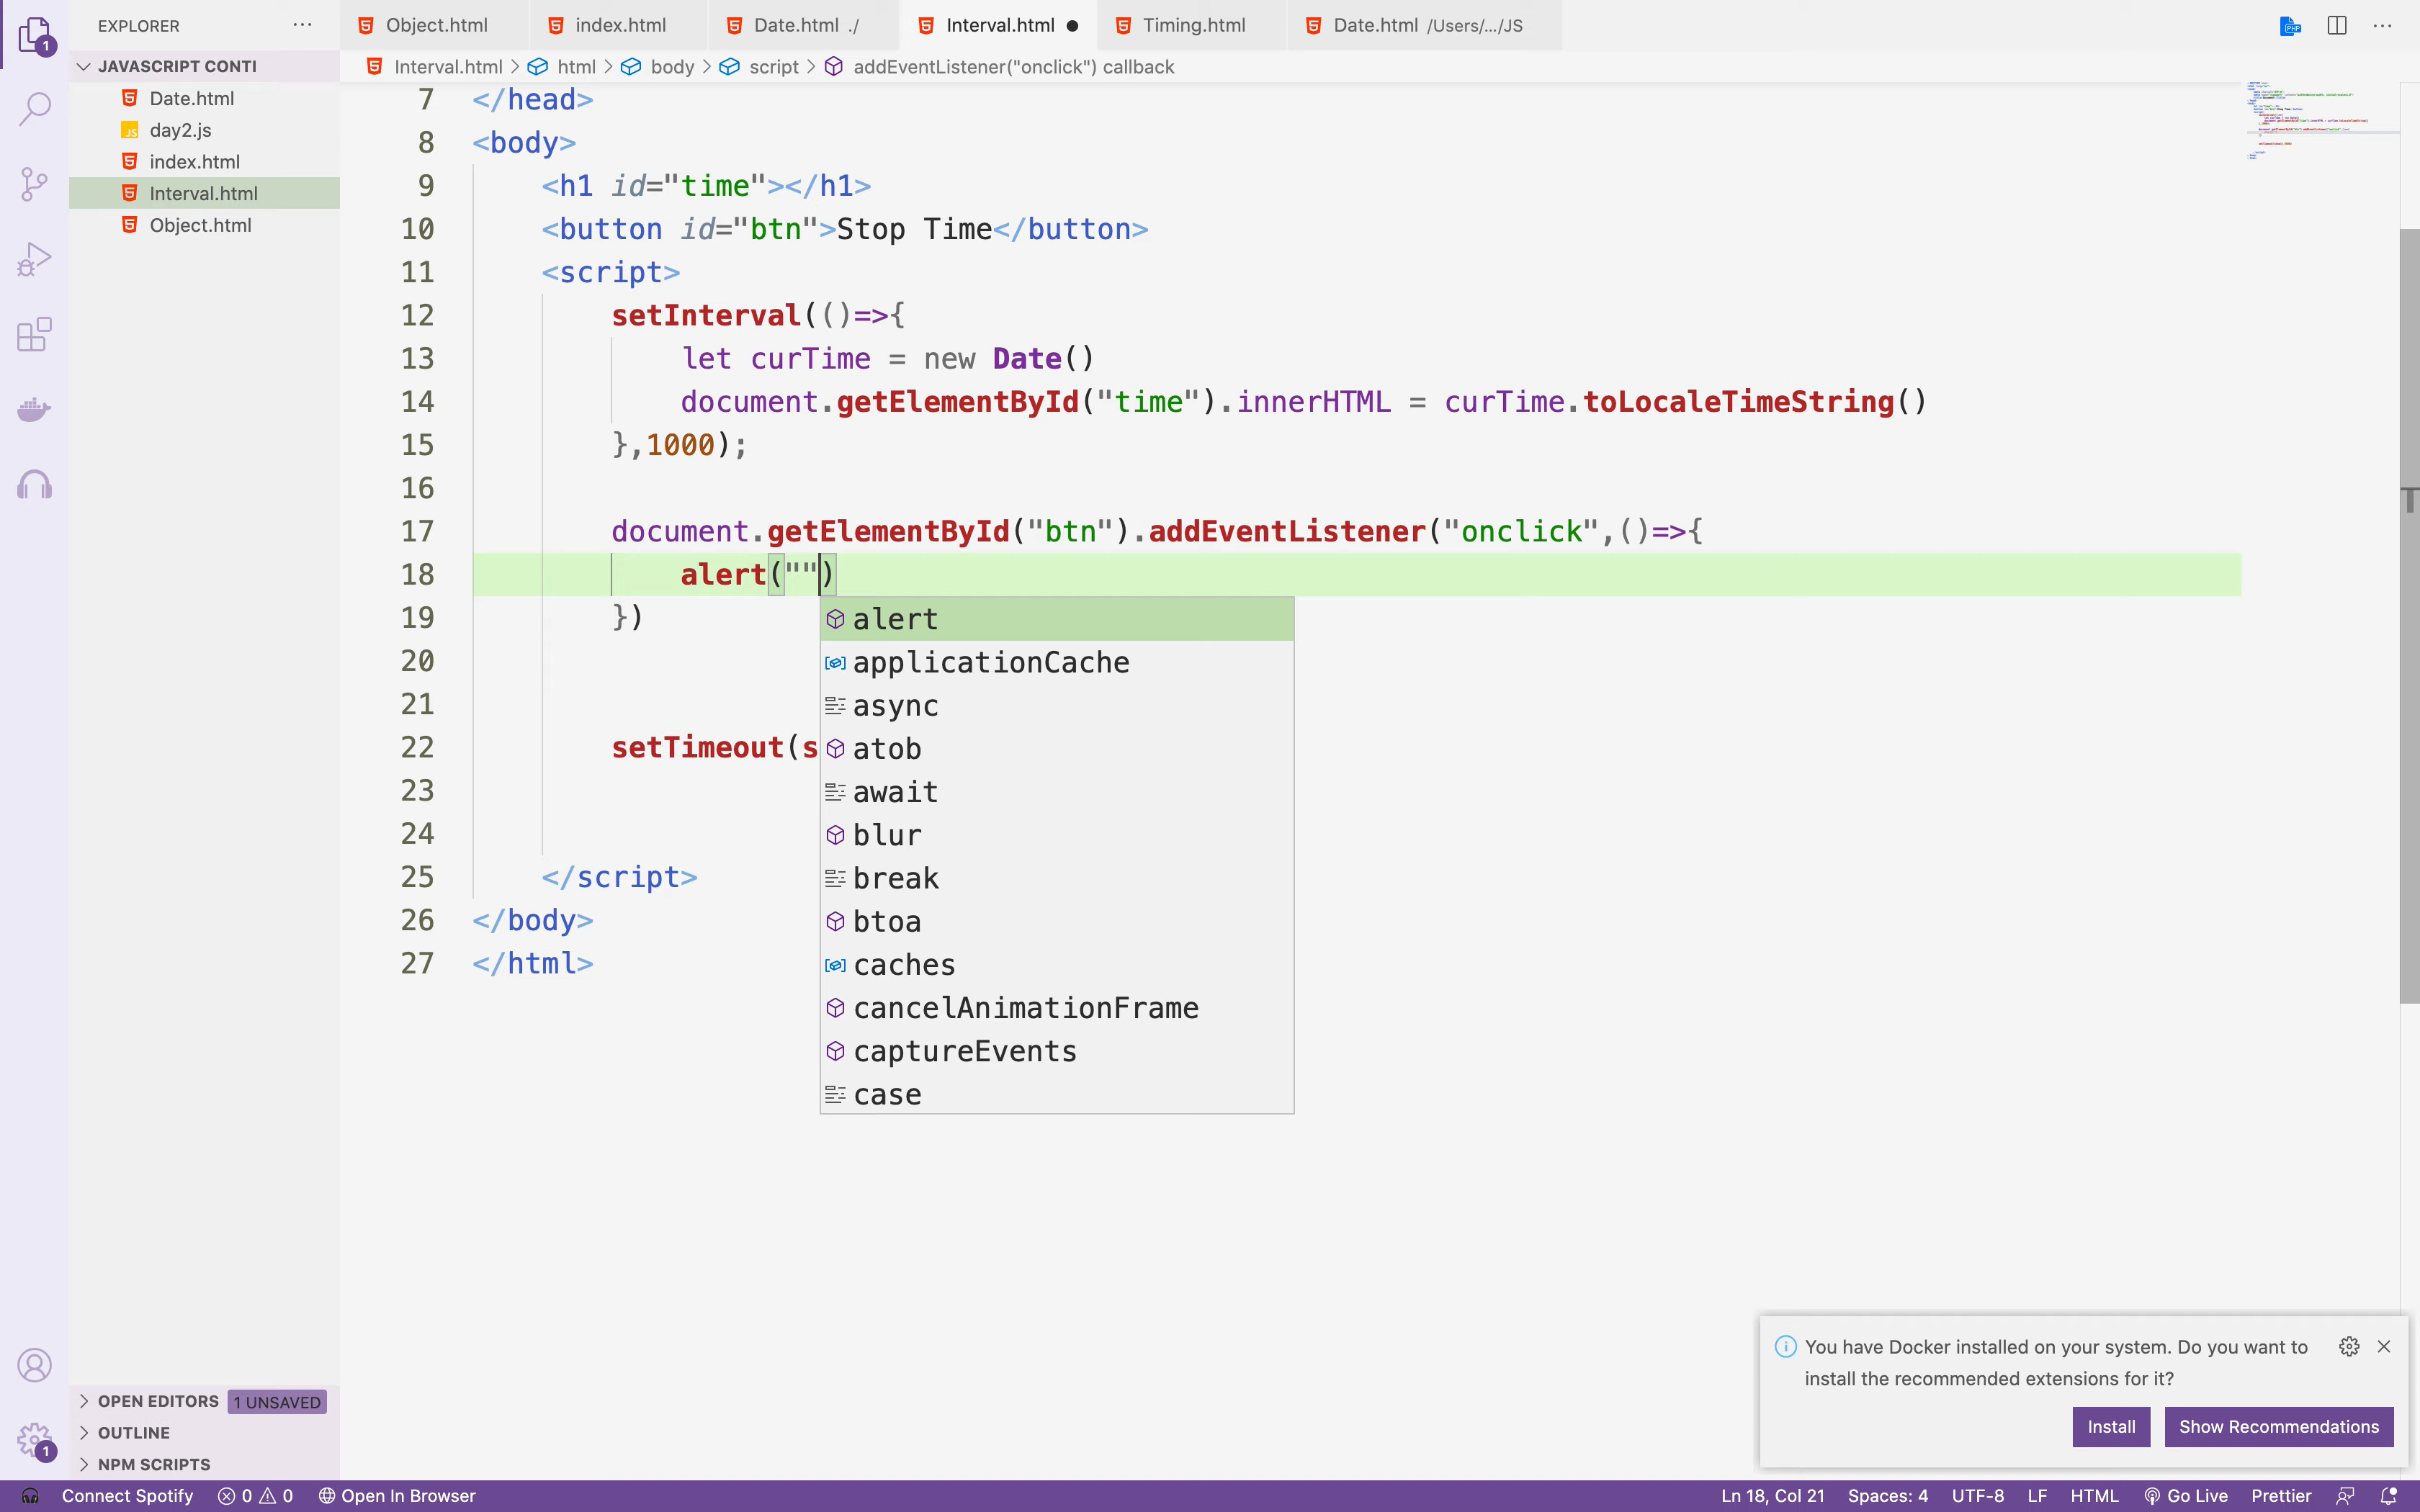 EXPLORER
Object.html
index.html
Date.html ./
Interval.html
Timing.html
Date.html /Users/.../JS
1
JAVASCRIPT CONTI
Interval.html > html > body > script > addEventListener("onclick") callback
Date.html
day2.js
index.html
Interval.html
Object.html
7 </head>
8 <body>
9 <h1 id="time"></h1>
10 <button id="btn">Stop Time</button>
11 <script>
12 setInterval(()=>{
13 let curTime = new Date()
14 document.getElementById("time").innerHTML = curTime.toLocaleTimeString()
15 },1000);
16
17 document.getElementById("btn").addEventListener("onclick",()=>{
18 alert("")
19 })
20
21
22 setTimeout(s
23
24
25 </script>
26 </body>
27 </html>
alert
applicationCache
async
atob
await
blur
break
btoa
caches
cancelAnimationFrame
captureEvents
case
You have Docker installed on your system. Do you want to
install the recommended extensions for it?
Install
Show Recommendations
OPEN EDITORS 1 UNSAVED
OUTLINE
1
NPM SCRIPTS
Connect Spotify
0
0
Open In Browser
Ln 18, Col 21
Spaces: 4
UTF-8
LF
HTML
Go Live
Prettier